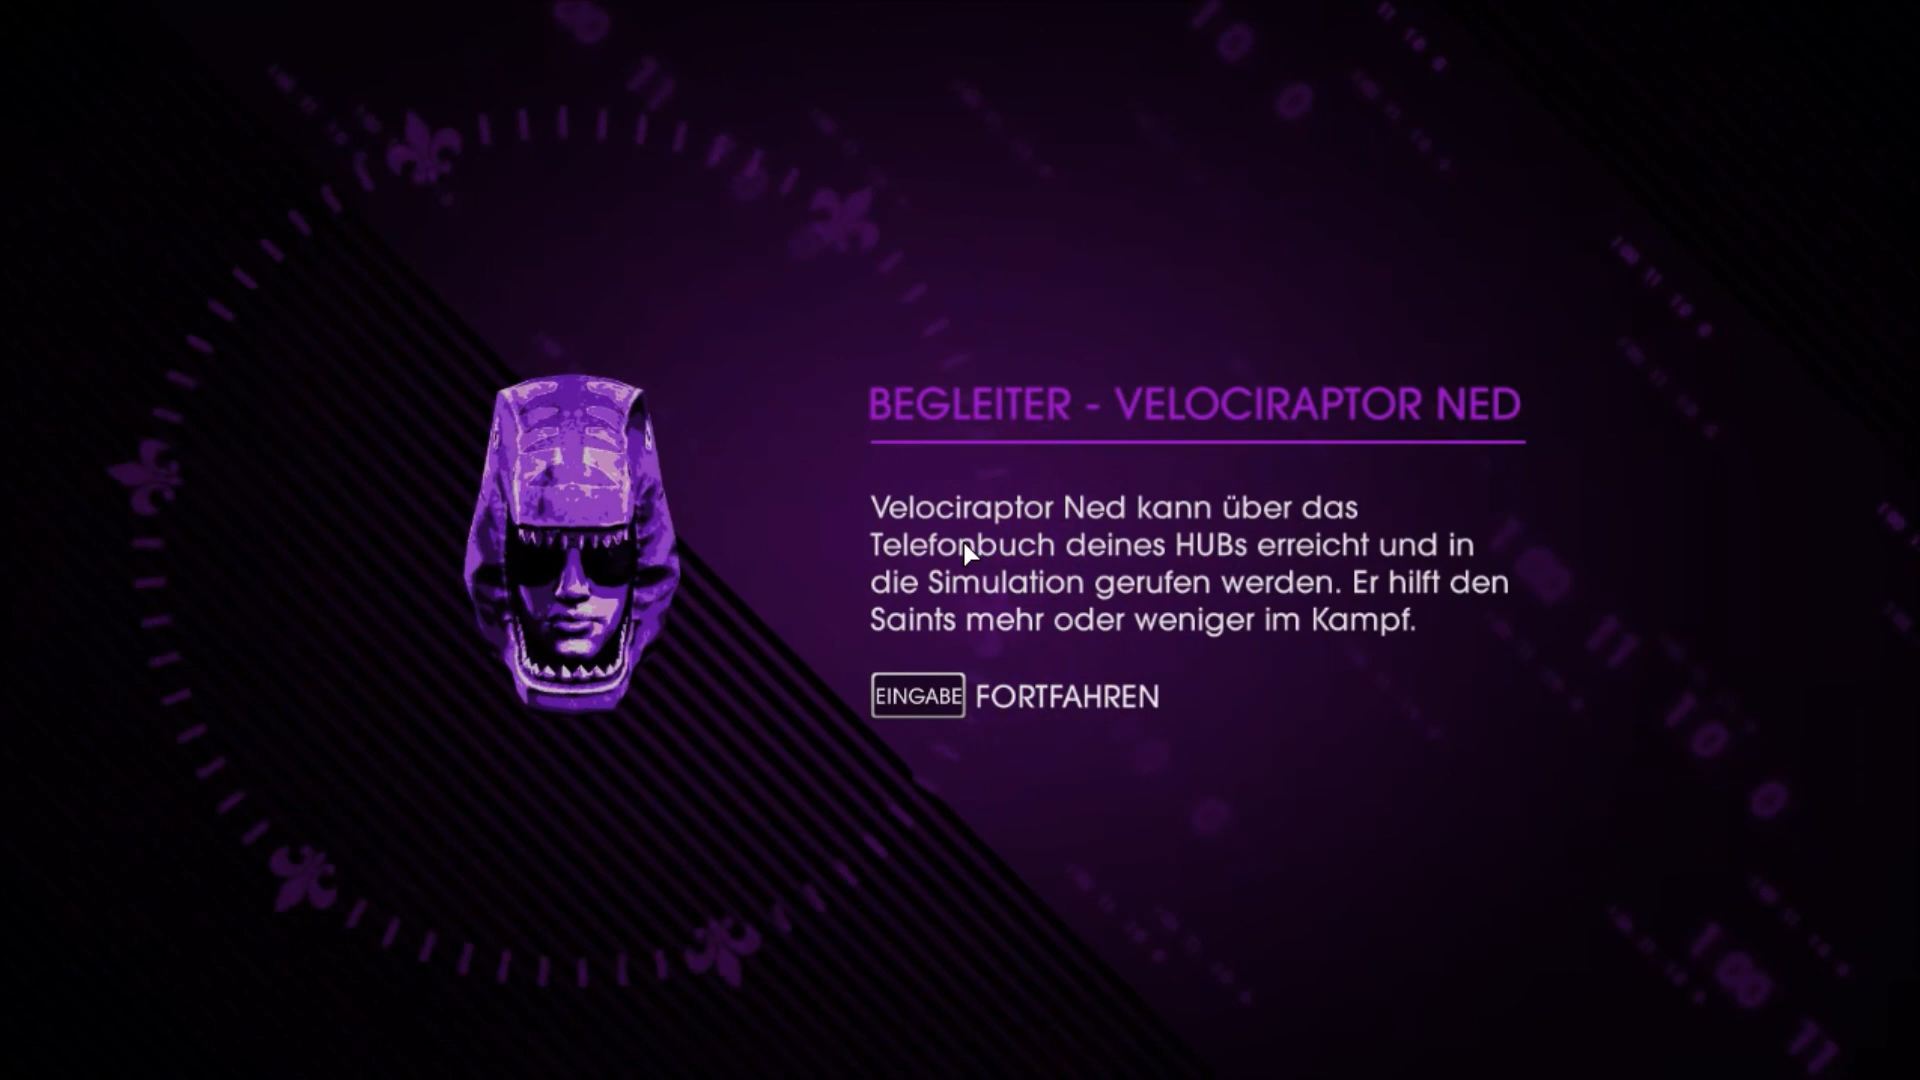 BEGLEITER - VELOCIRAPTOR NED
Velociraptor Ned kann über das
Telefonbuch deines HUBs erreicht und in
die Simulation gerufen werden. Er hilft den
Saints mehr oder weniger im Kampf.
EINGABE FORTFAHREN